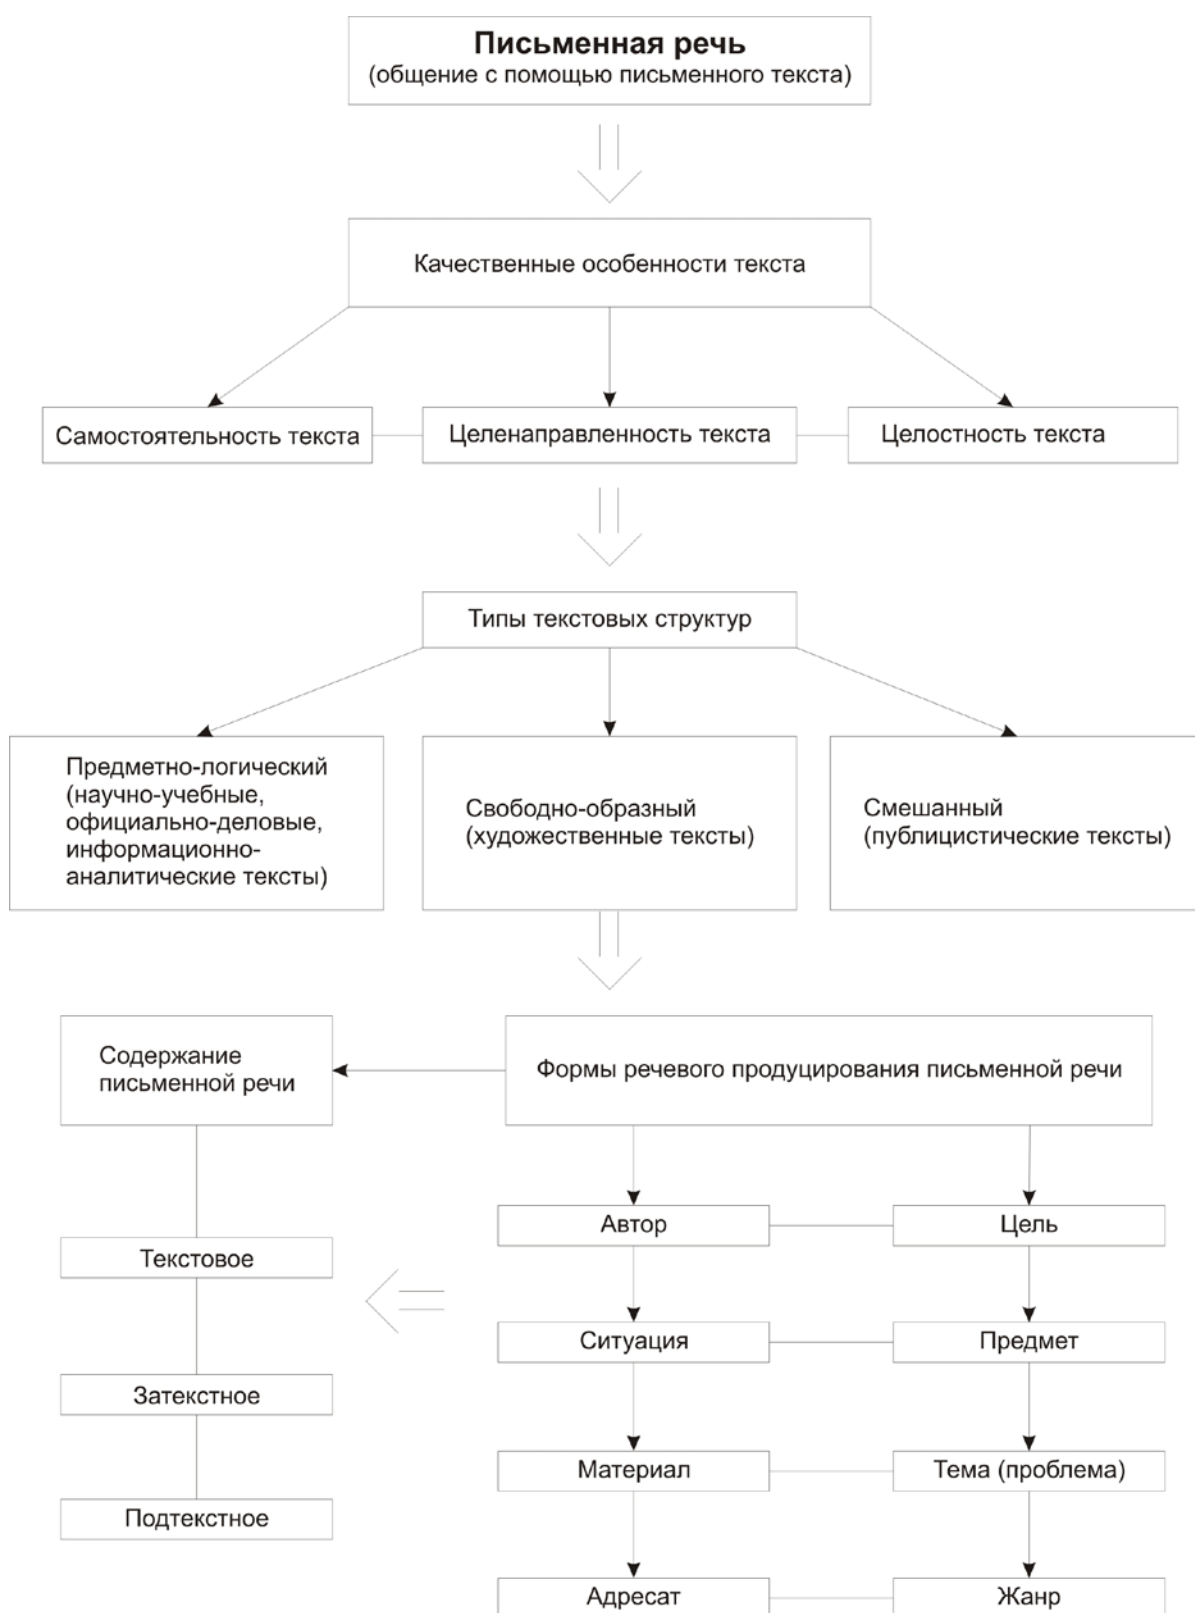 Письменная речь
(общение с помощью письменного текста)
Качественные особенности текста
Самостоятельность текста
Целенаправленность текста
Целостность текста
Типы текстовых структур
Предметно-логический
(научно-учебные,
официально-деловые,
информационно-
аналитические тексты)
Свободно-образный
(художественные тексты)
Смешанный
(публицистические тексты)
Содержание
письменной речи
Формы речевого продуцирования письменной речи
Текстовое
Затекстное
Подтекстное
Автор
Цель
Ситуация
Предмет
Материал
Тема (проблема)
Адресат
Жанр